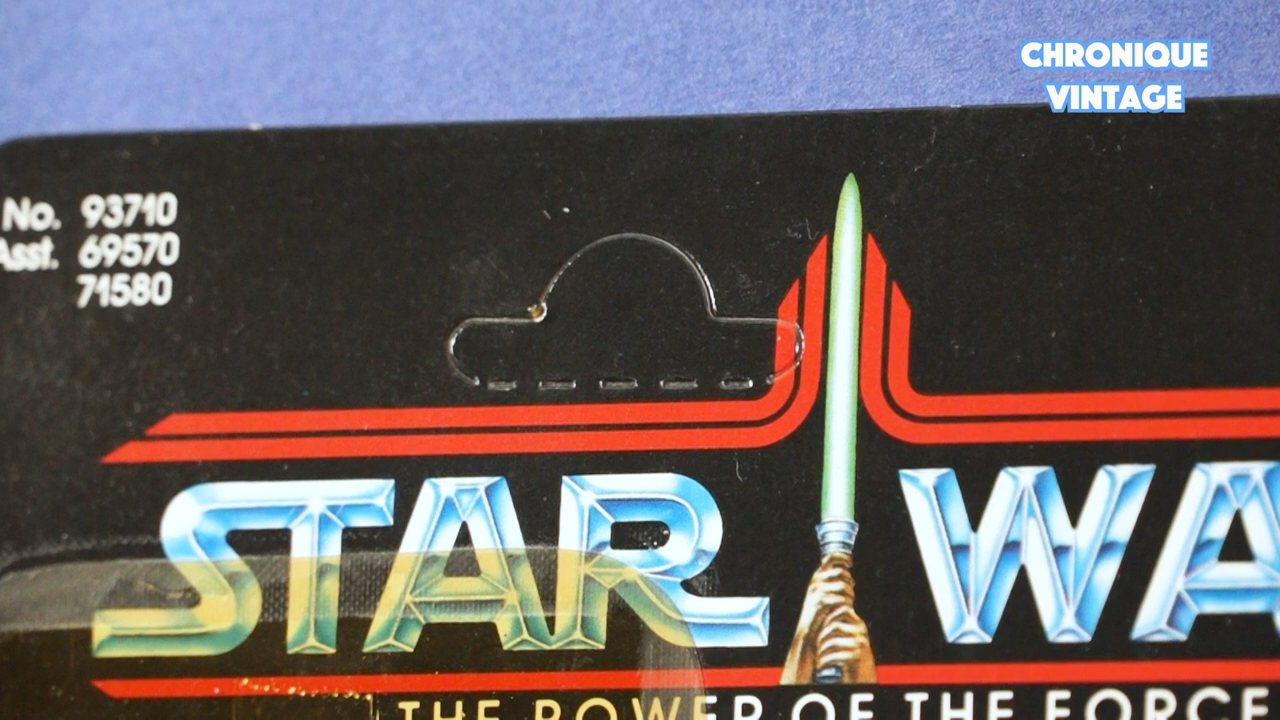 CHRONIQUE
VINTAGE
No. 93710
Asst. 69570
71580
STAR WA
THE POWER OF THE FORCE